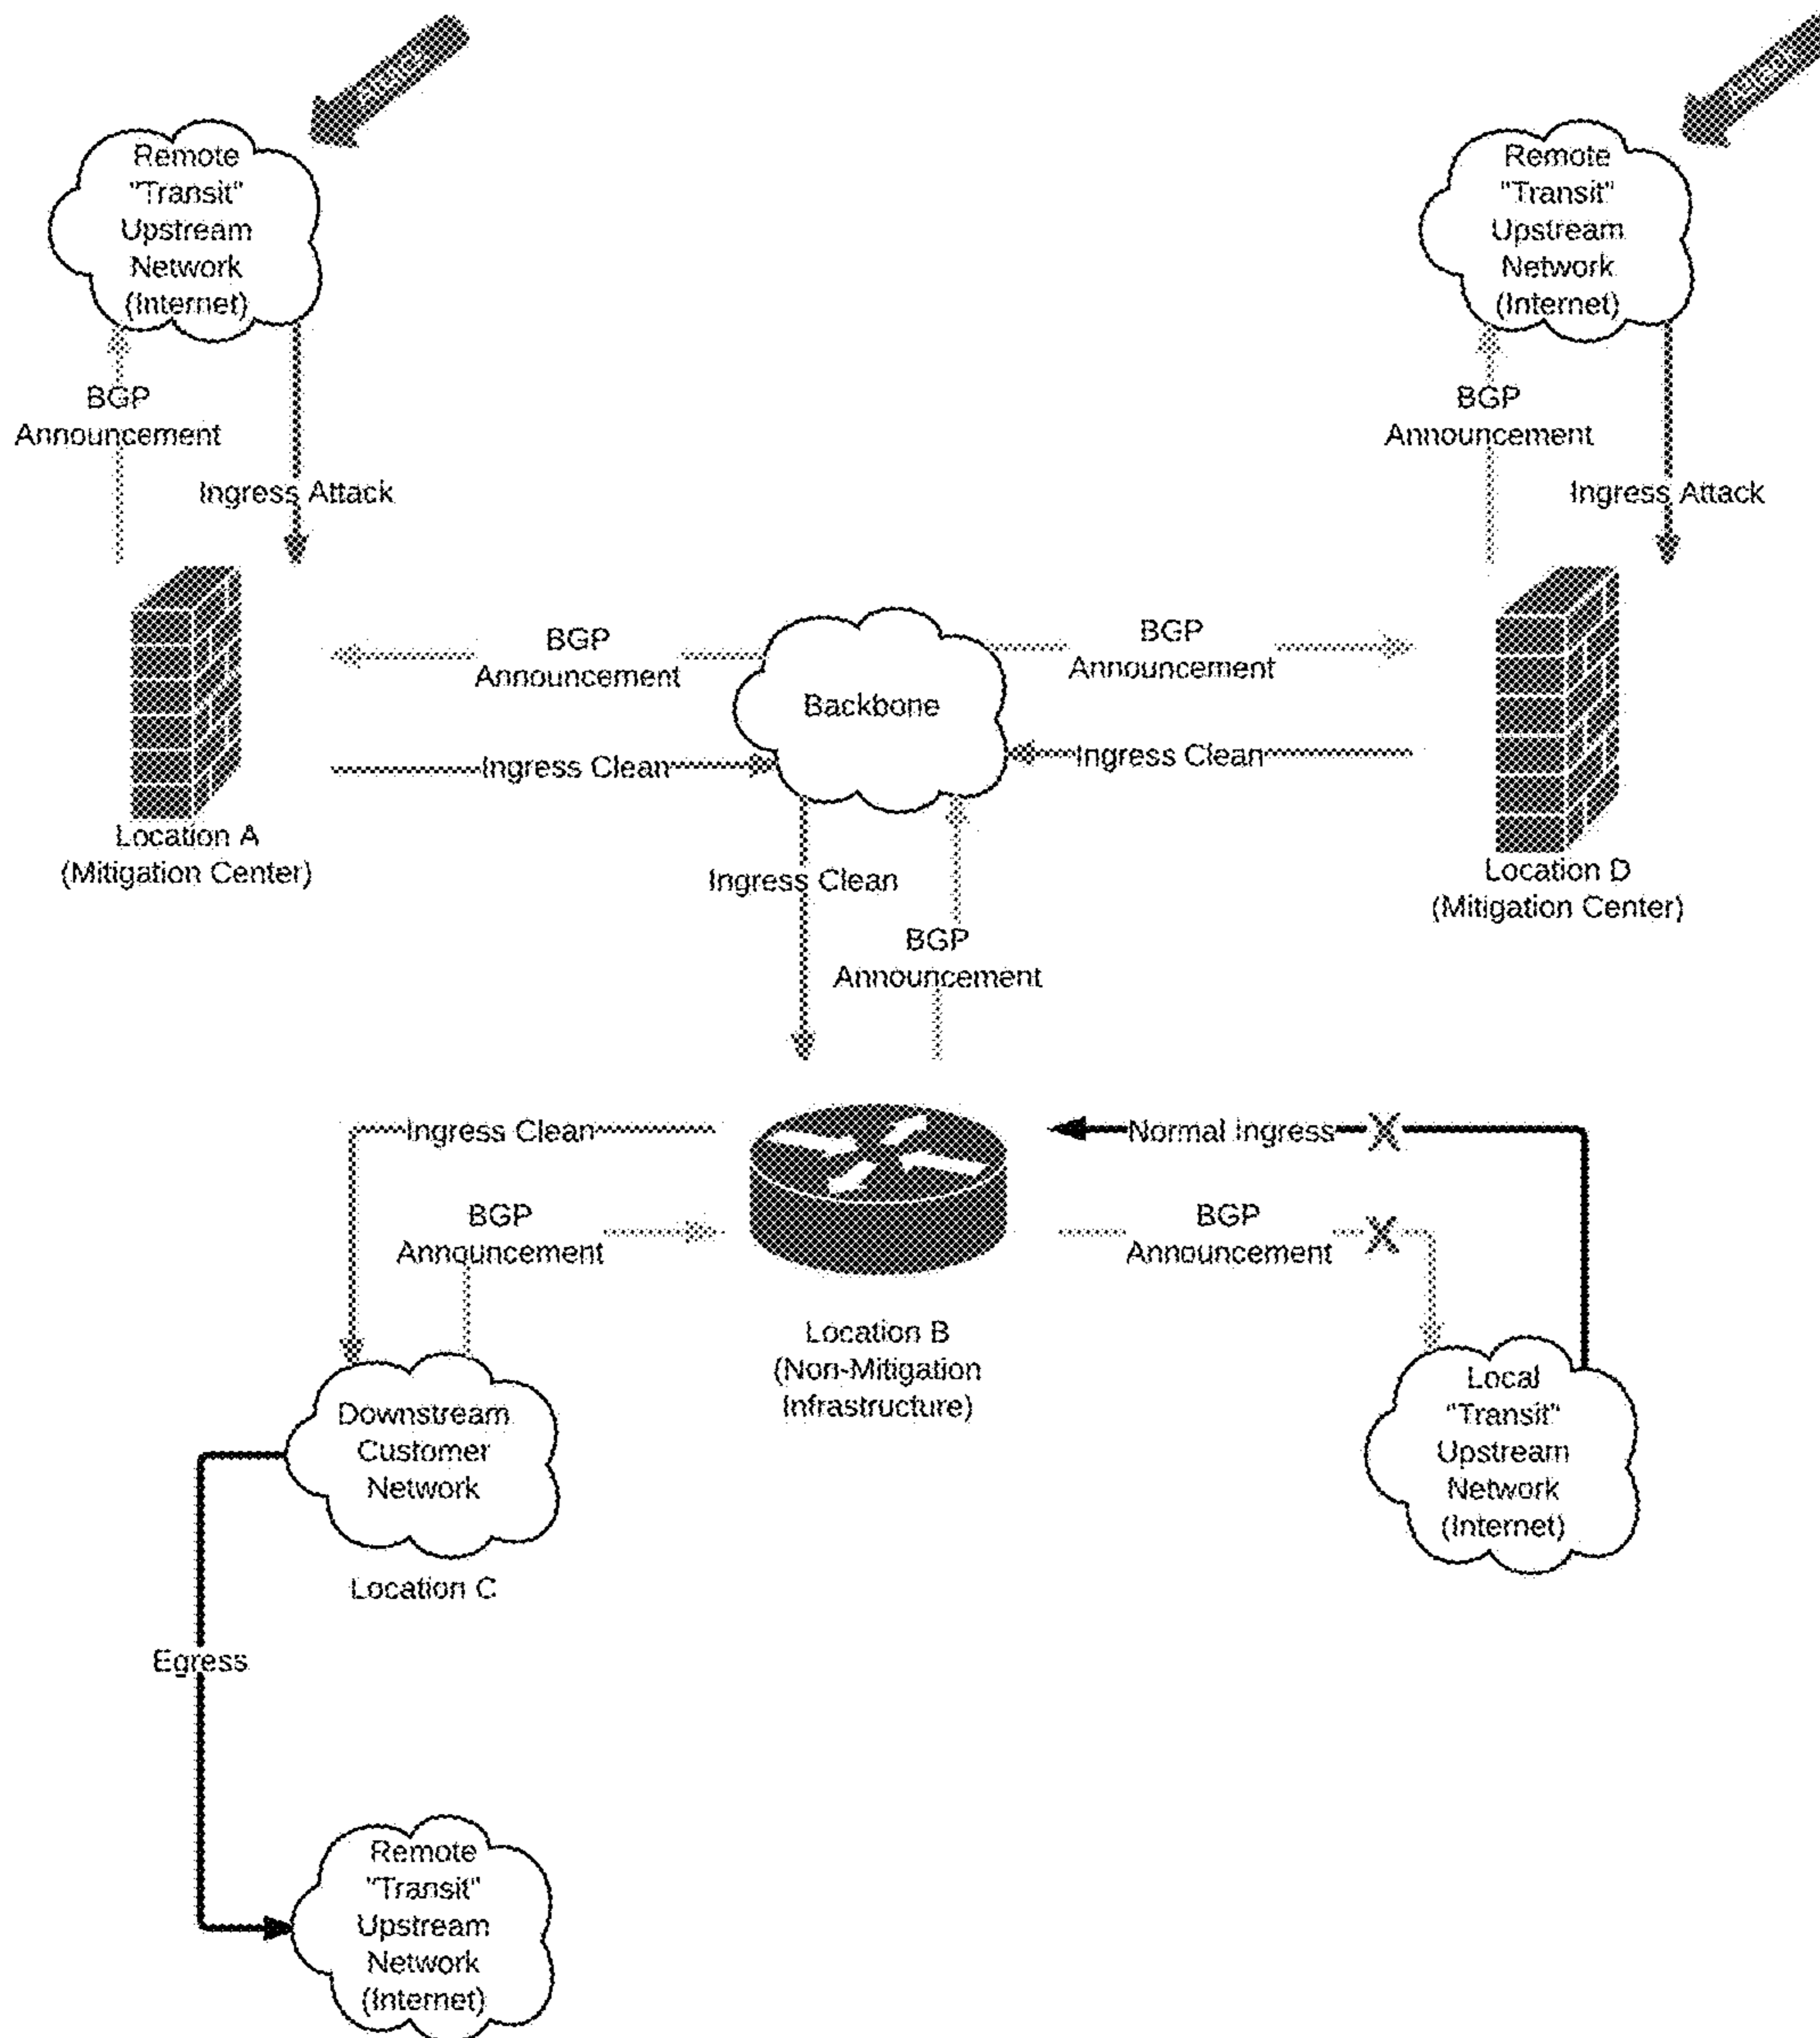 Remote
"Transit"
Upstream
Network
(Internet)
Remote
"Transit"
Upstream
Network
(Internet)
BGP
Announcement
Ingress Attack
BGP
Announcement
Ingress Attack
BGP
Announcement
Backbone
BGP
Announcement
Ingress Clean
Ingress Clean
Location A
(Mitigation Center)
Location D
(Mitigation Center)
Ingress Clean
BGP
Announcement
Ingress Clean
Normal Ingress
X
BGP
Announcement
BGP
Announcement
X
Location B
(Non-Mitigation
Infrastructure)
Downstream
Customer
Network
Location C
Local
"Transit"
Upstream
Network
(Internet)
Egress
Remote
"Transit"
Upstream
Network
(Internet)